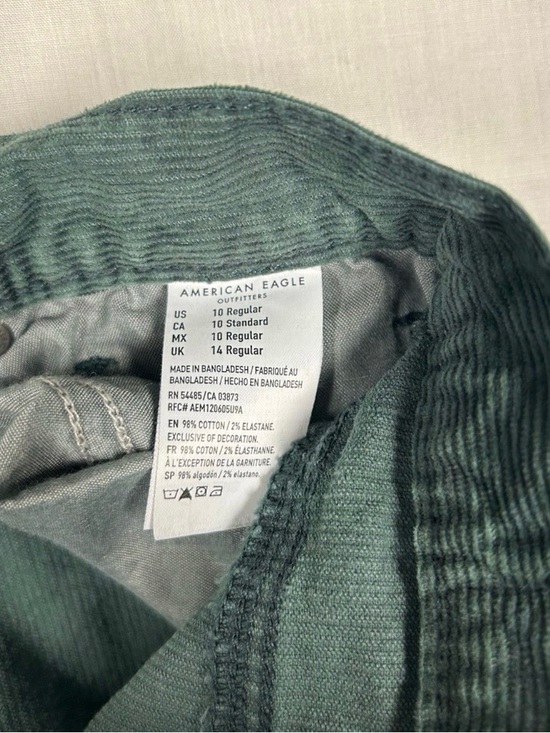 AMERICAN EAGLE
OUTFITTERS
US 10 Regular
CA 10 Standard
MX 10 Regular
UK 14 Regular
MADE IN BANGLADESH / FABRIQUÉ AU
BANGLADESH / HECHO EN BANGLADESH
RN 54485/CA 03873
RFC# AEM120605U9A
EN 98% COTTON / 2% ELASTANE.
EXCLUSIVE OF DECORATION.
FR 98% COTON / 2% ÉLASTHANNE.
À L'EXCEPTION DE LA GARNITURE.
SP 98% algodón / 2% elastano.